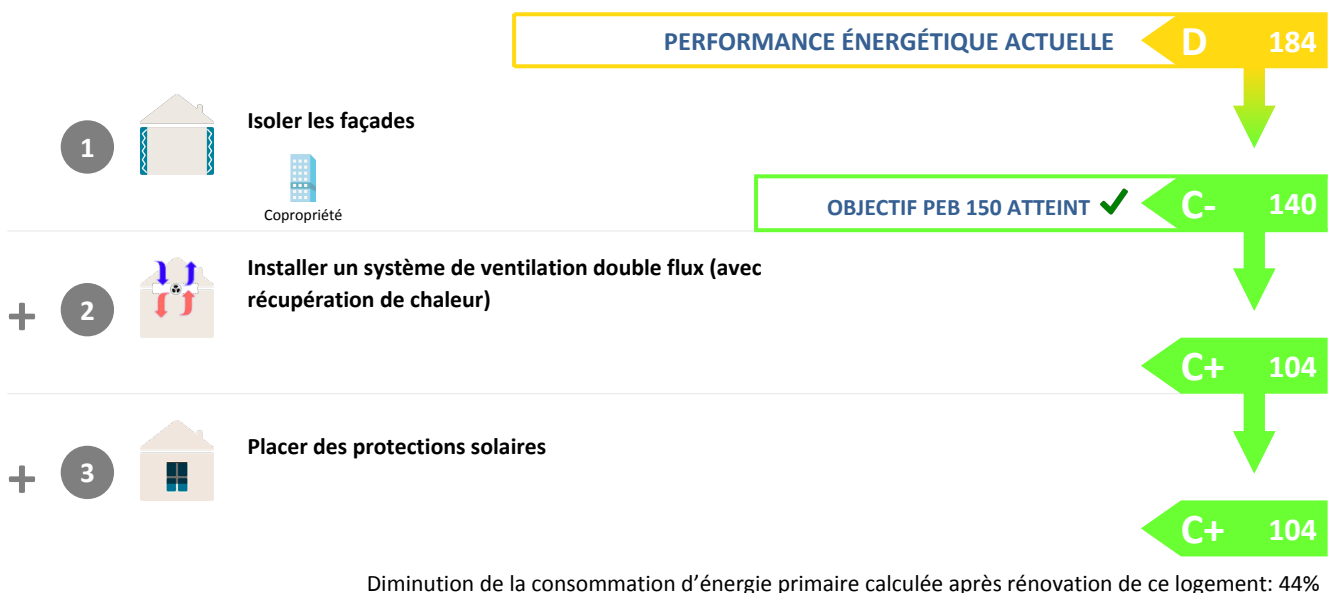 PERFORMANCE ÉNERGÉTIQUE ACTUELLE D 184
1 Isoler les façades
Copropriété
OBJECTIF PEB 150 ATTEINT ✔ C- 140
+ 2 Installer un système de ventilation double flux (avec
récupération de chaleur)
C+ 104
+ 3 Placer des protections solaires
C+ 104
Diminution de la consommation d’énergie primaire calculée après rénovation de ce logement: 44%